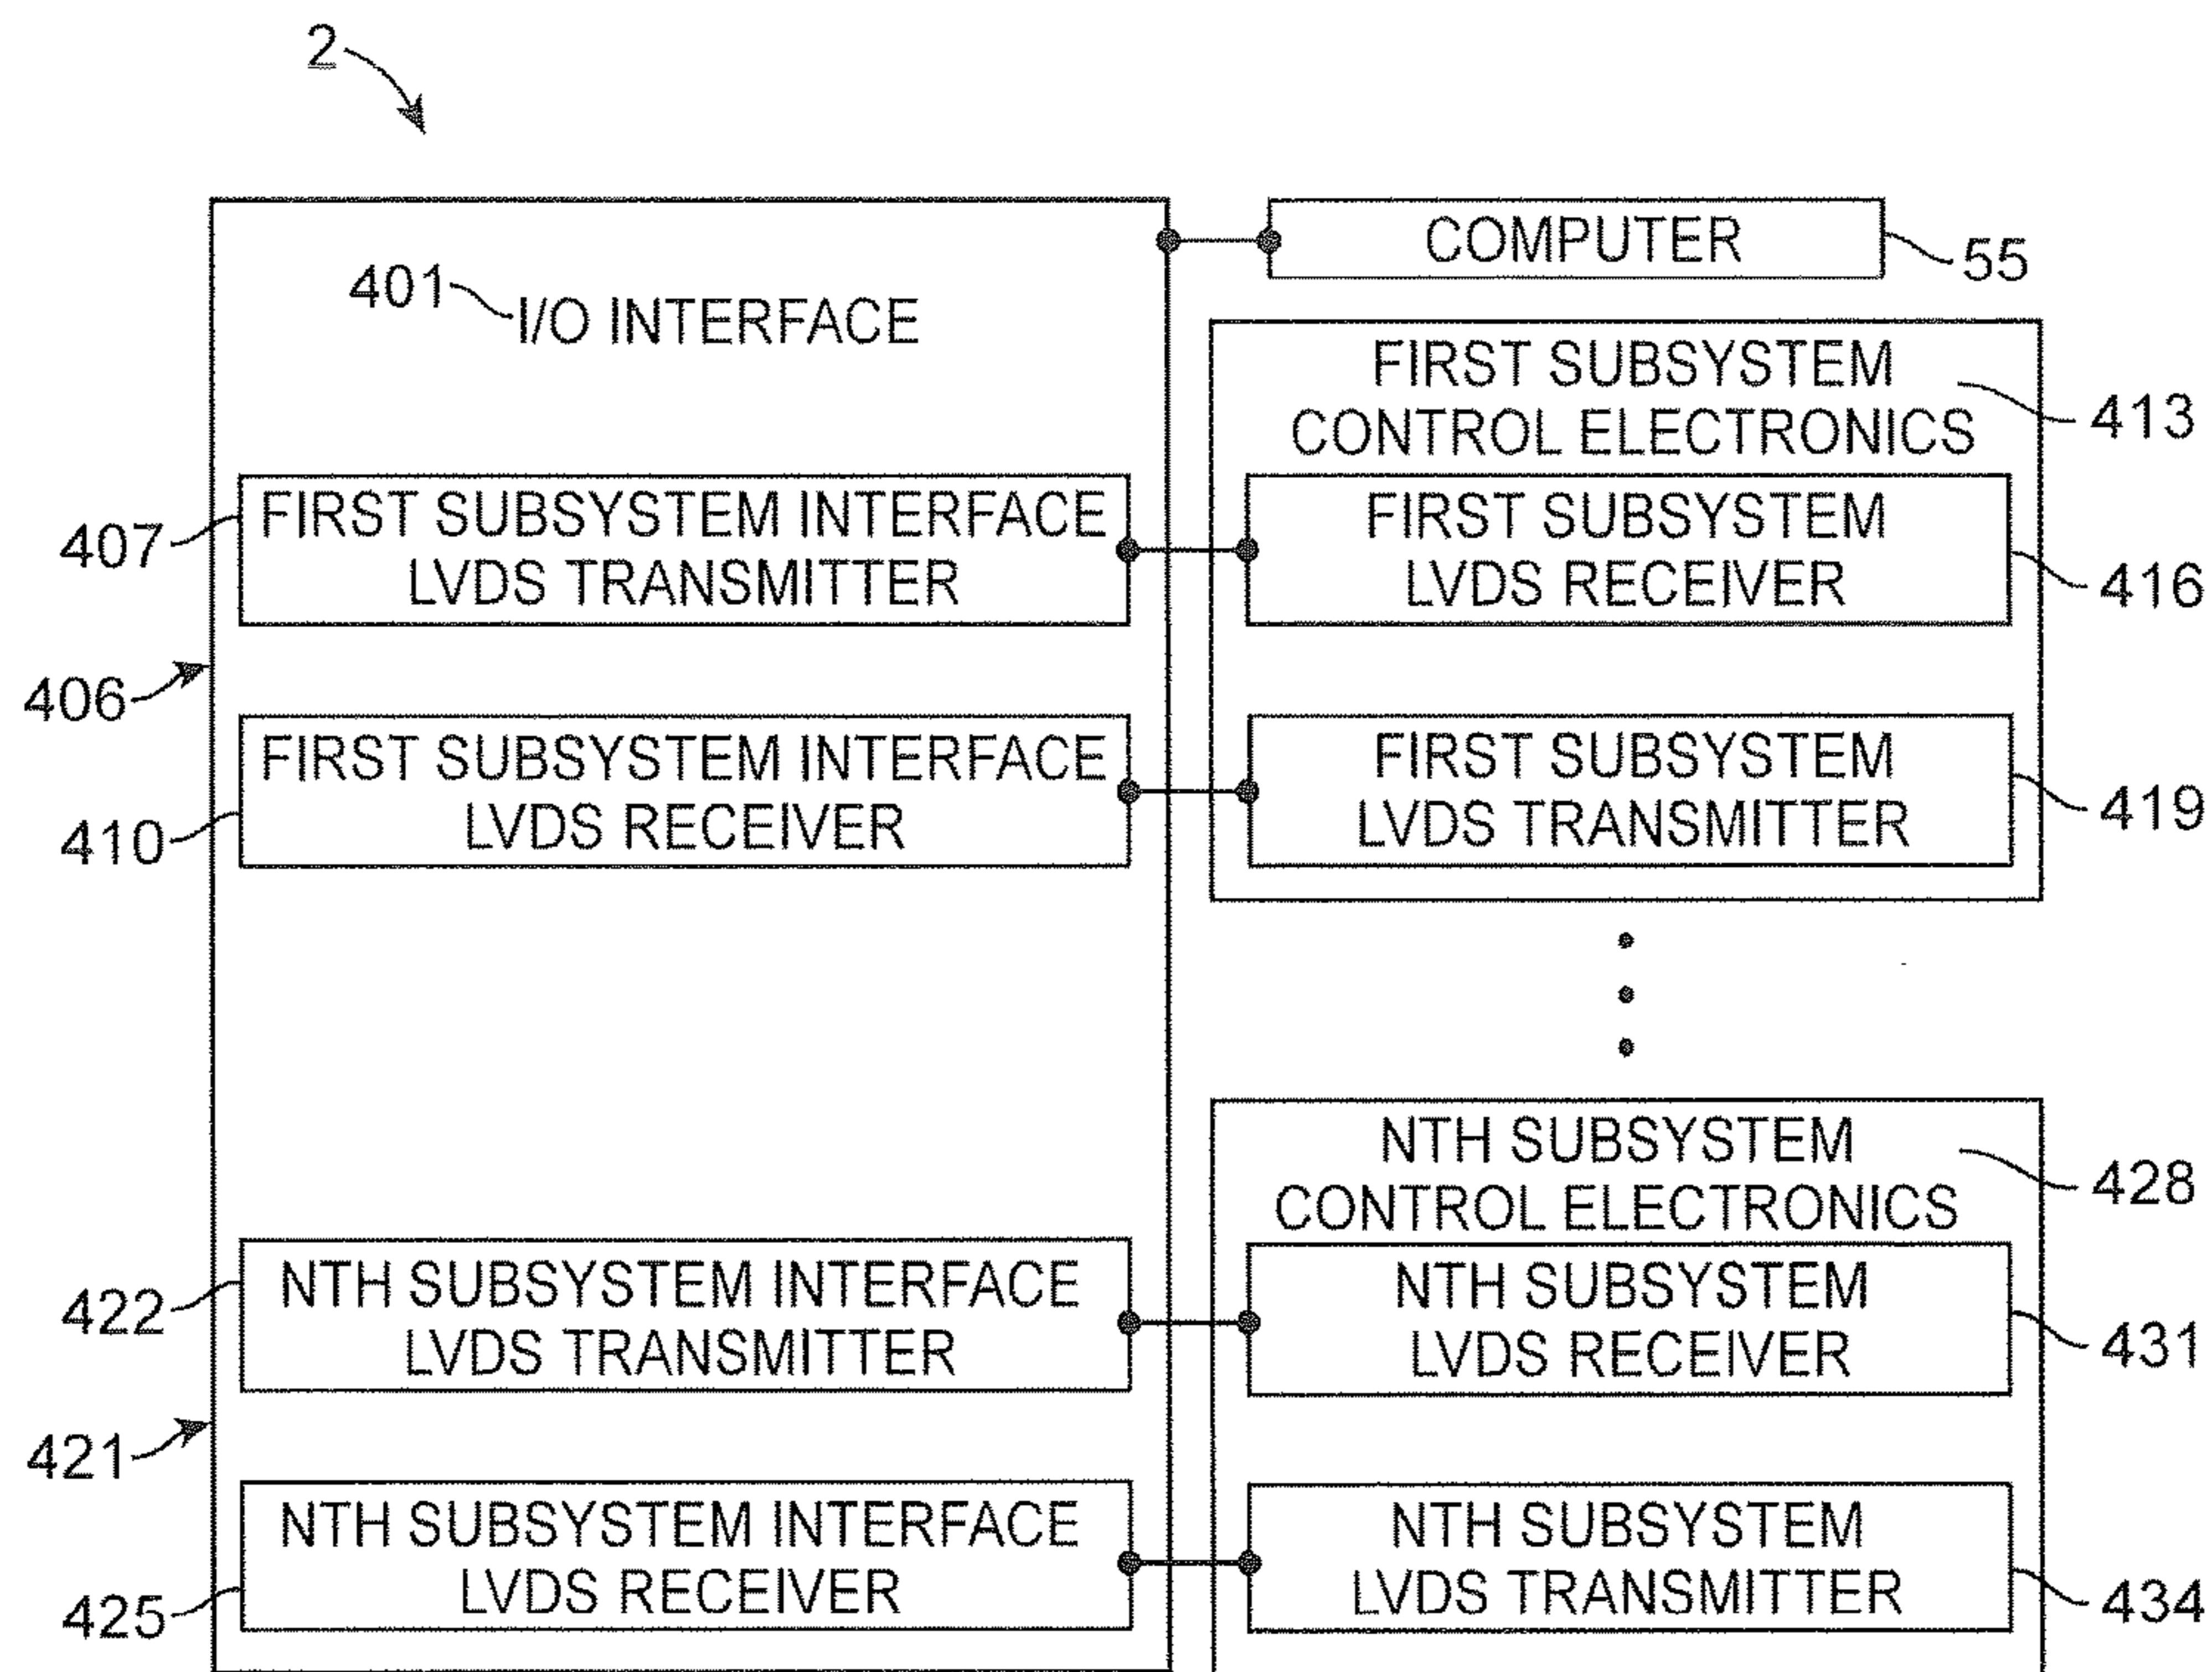 2
COMPUTER
55
401
I/O INTERFACE
FIRST SUBSYSTEM
CONTROL ELECTRONICS
413
407
FIRST SUBSYSTEM INTERFACE
LVDS TRANSMITTER
FIRST SUBSYSTEM
LVDS RECEIVER
416
406
410
FIRST SUBSYSTEM INTERFACE
LVDS RECEIVER
FIRST SUBSYSTEM
LVDS TRANSMITTER
419
NTH SUBSYSTEM
CONTROL ELECTRONICS
428
422
NTH SUBSYSTEM INTERFACE
LVDS TRANSMITTER
NTH SUBSYSTEM
LVDS RECEIVER
431
421
425
NTH SUBSYSTEM INTERFACE
LVDS RECEIVER
NTH SUBSYSTEM
LVDS TRANSMITTER
434